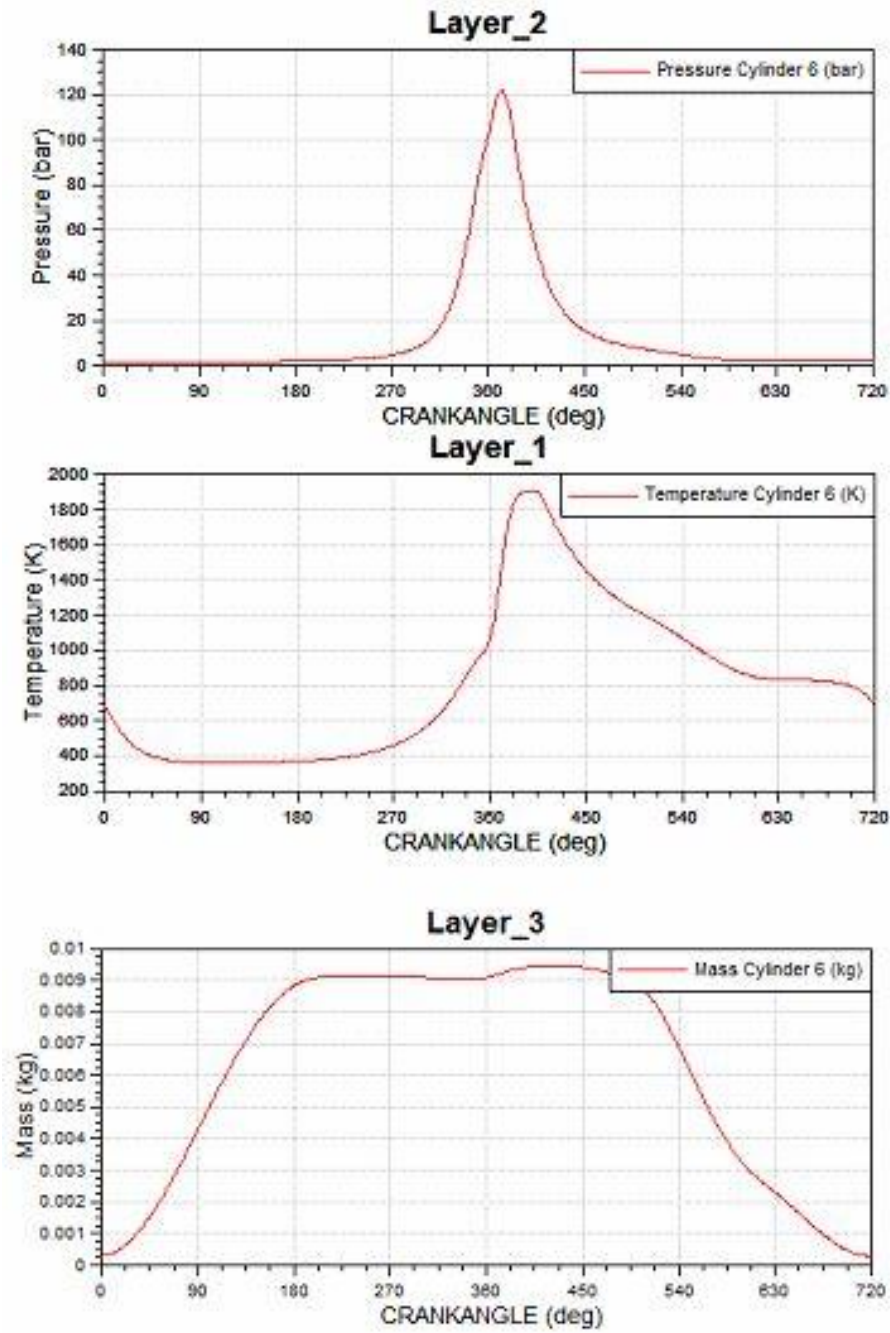 Layer_2
Pressure Cylinder 6 (bar)
Pressure (bar)
140
120
100
80
60
40
20
0
0 90 180 270 360 450 540 630 720
CRANKANGLE (deg)
Layer_1
Temperature Cylinder 6 (K)
Temperature (K)
2000
1800
1600
1400
1200
1000
800
600
400
200
0 90 180 270 360 450 540 630 720
CRANKANGLE (deg)
Layer_3
Mass Cylinder 6 (kg)
Mass (kg)
0.01
0.009
0.008
0.007
0.006
0.005
0.004
0.003
0.002
0.001
0
0 90 180 270 360 450 540 630 720
CRANKANGLE (deg)